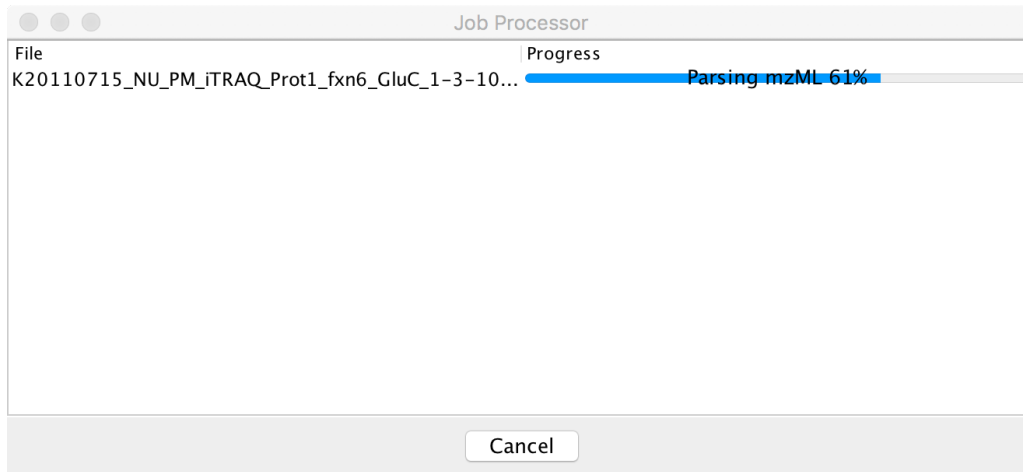 Job Processor
File Progress
K20110715_NU_PM_iTRAQ_Prot1_fxn6_GluC_1-3-10... Parsing mzML 61%
Cancel